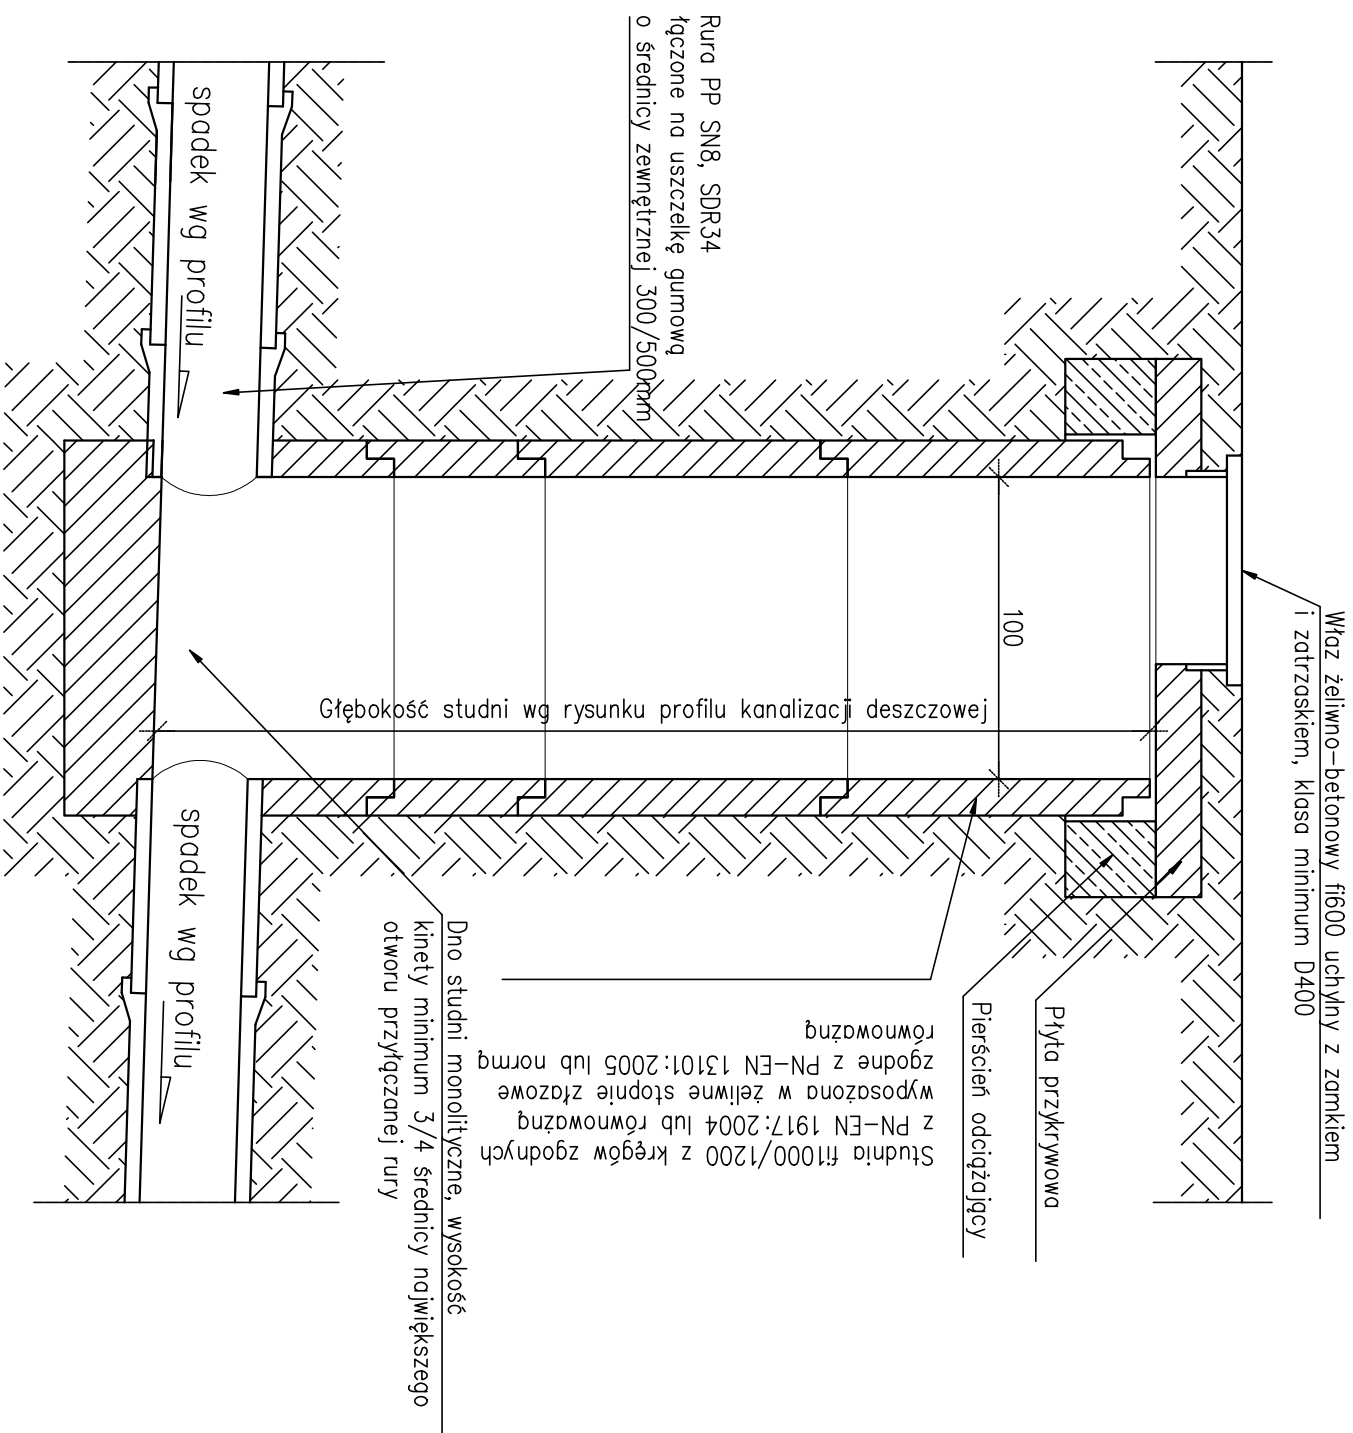 Właz żeliwno-betonowy fi600 uchylny z zamkiem
i zatrzaskiem, klasa minimum D400
Rura PP SN8, SDR34
łączone na uszczelkę gumową
o średnicy zewnętrznej 300/500mm
100
Głębokość studni wg rysunku profilu kanalizacji deszczowej
Płyta przykrywowa
Pierścień odciążający
Studnia fi1000/1200 z kręgów zgodnych
z PN-EN 1917:2004 lub równoważną
wyposażona w żeliwne stopnie złazowe
zgodne z PN-EN 13101:2005 lub normą
równoważną
Dno studni monolityczne, wysokość
kinety minimum 3/4 średnicy największego
otworu przyłączanej rury
spadek wg profilu
spadek wg profilu